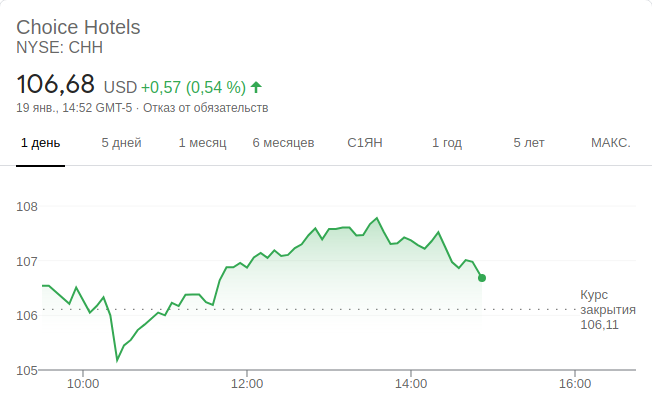 Choice Hotels
NYSE: CHH
106,68 USD +0,57 (0,54 %)
19 янв., 14:52 GMT-5 · Отказ от обязательств
1 день 5 дней 1 месяц 6 месяцев С1ЯН 1 год 5 лет МАКС.
108
107
106
105
Курс
закрытия
106,11
10:00 12:00 14:00 16:00